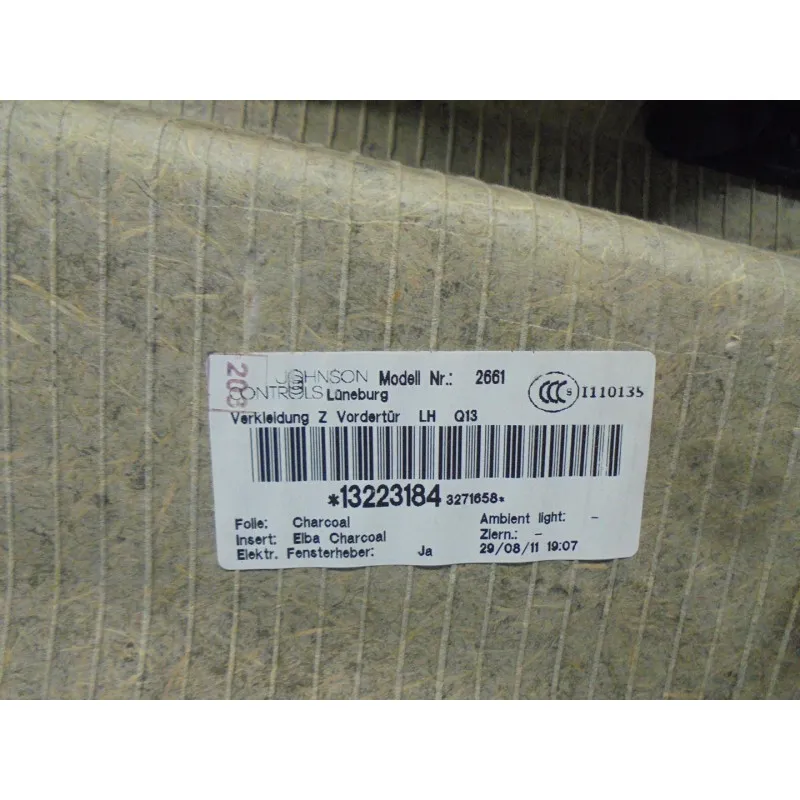 208
JOHNSON CONTROLS Lüneburg Modell Nr.: 2661
CCC S I110135
Verkleidung Z Vordertür LH Q13
*13223184 3271658*
Folie: Charcoal Ambient light: -
Insert: Elba Charcoal Ziern.: -
Elektr. Fensterheber: Ja 29/08/11 19:07